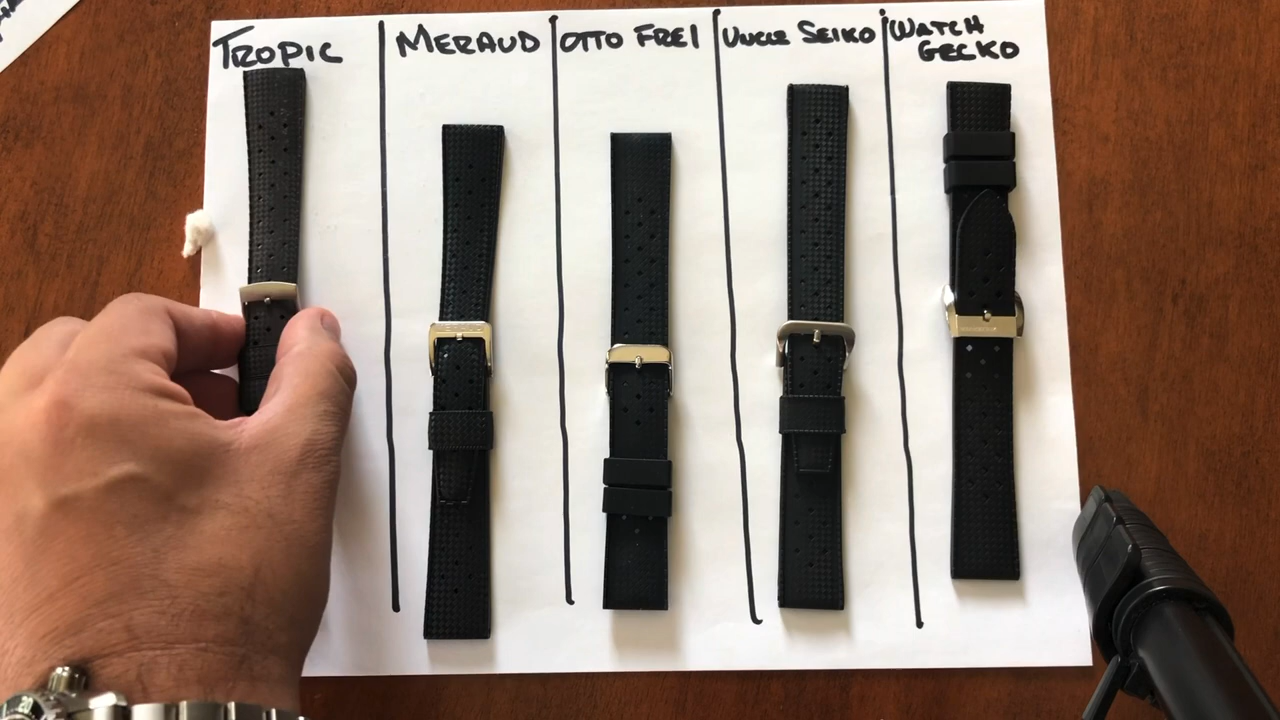 TROPIC
MERAUD
OTTO FREI
UNCLE SEIKO
WATCH
GECKO